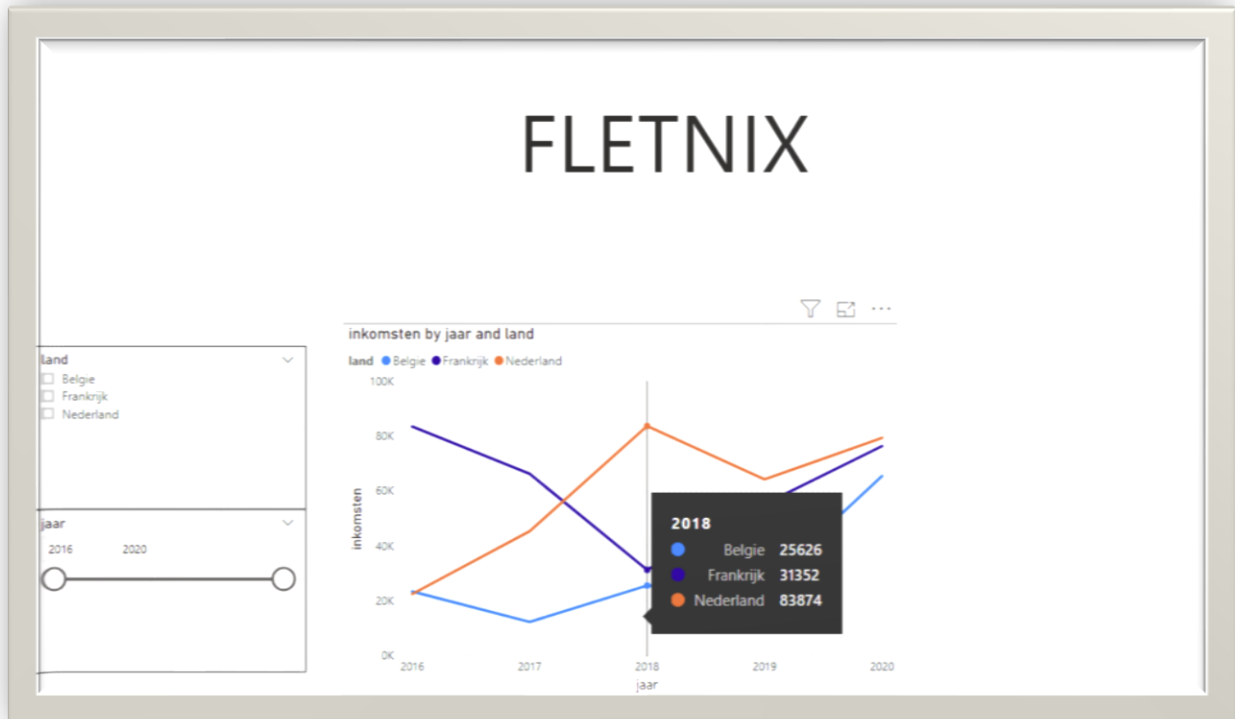 FLETNIX
land
Belgie
Frankrijk
Nederland
jaar
2016 2020
inkomsten by jaar and land
land Belgie Frankrijk Nederland
100K
80K
60K
40K
20K
0K
inkomsten
2016 2017 2018 2019 2020
jaar
2018
Belgie 25626
Frankrijk 31352
Nederland 83874